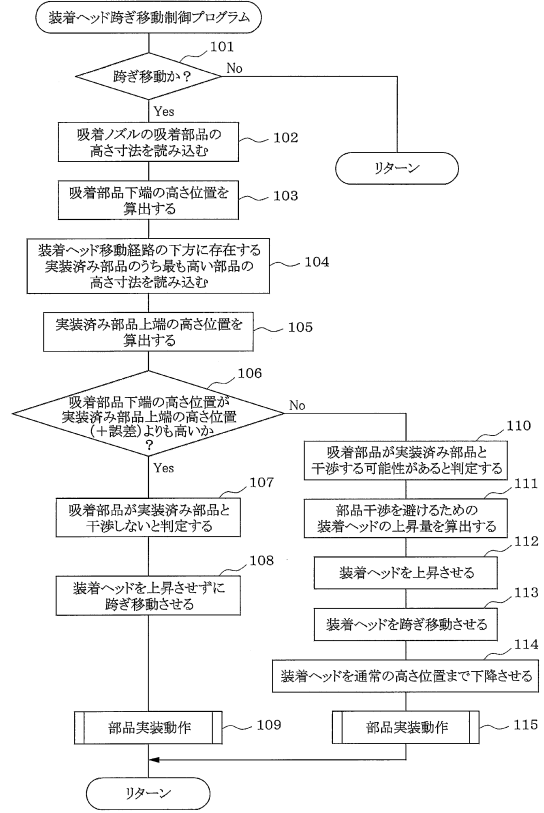 装着ヘッド跨ぎ移動制御プログラム
101
跨ぎ移動か？
No
Yes
リターン
吸着ノズルの吸着部品の
高さ寸法を読み込む
102
吸着部品下端の高さ位置を
算出する
103
装着ヘッド移動経路の下方に存在する
実装済み部品のうち最も高い部品の
高さ寸法を読み込む
104
実装済み部品上端の高さ位置を
算出する
105
106
吸着部品下端の高さ位置が
実装済み部品上端の高さ位置
(＋誤差)よりも高いか
？
No
Yes
107
吸着部品が実装済み部品と
干渉しないと判定する
108
装着ヘッドを上昇させずに
跨ぎ移動させる
部品実装動作
109
110
吸着部品が実装済み部品と
干渉する可能性があると判定する
111
部品干渉を避けるための
装着ヘッドの上昇量を算出する
112
装着ヘッドを上昇させる
113
装着ヘッドを跨ぎ移動させる
114
装着ヘッドを通常の高さ位置まで下降させる
部品実装動作
115
リターン